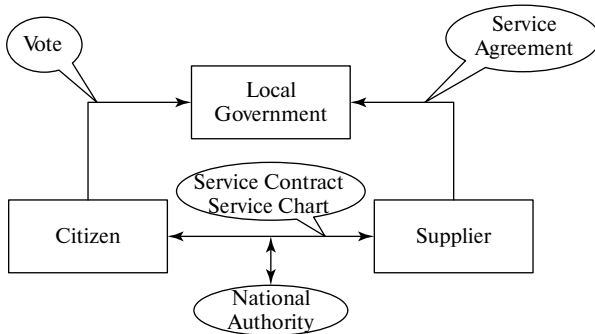 Vote
Service
Agreement
Local
Government
Service Contract
Service Chart
Citizen
Supplier
National
Authority